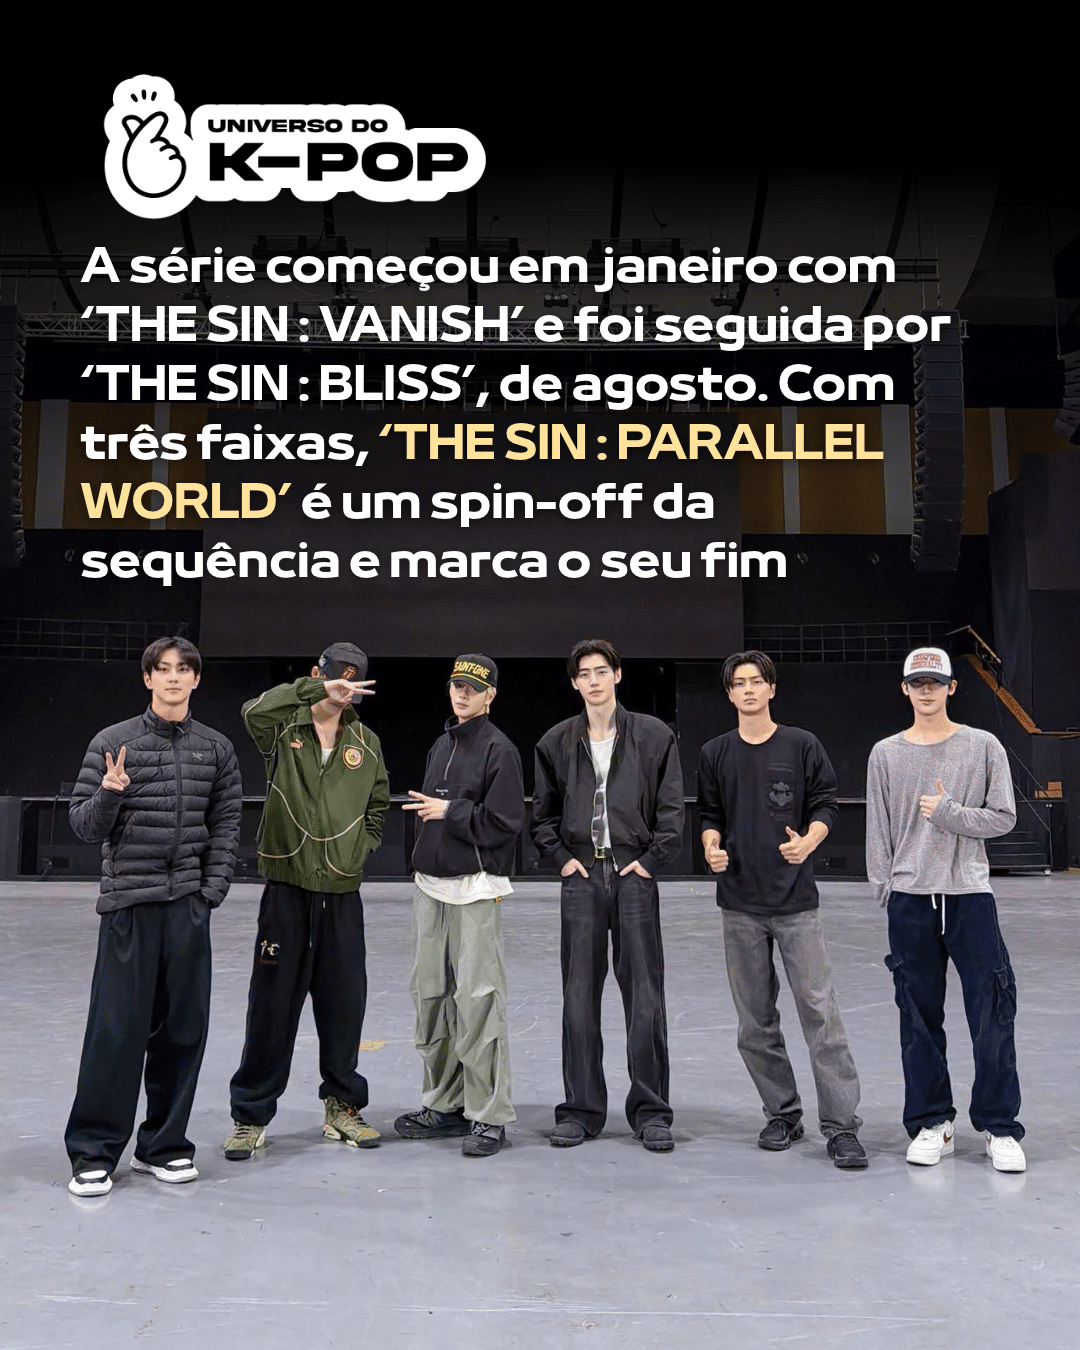 UNIVERSO DO
K-POP
A série começou em janeiro com
‘THE SIN : VANISH’ e foi seguida por
‘THE SIN : BLISS’, de agosto. Com
três faixas, ‘THE SIN : PARALLEL
WORLD’ é um spin-off da
sequência e marca o seu fim